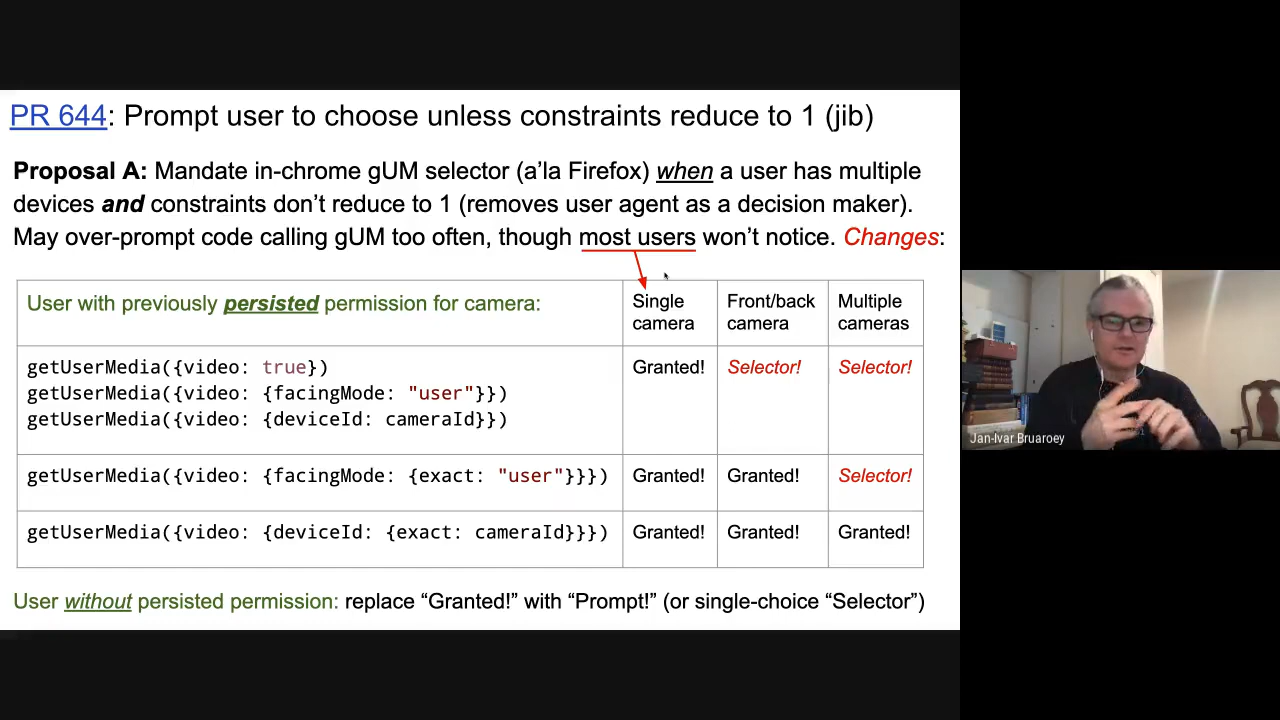 PR 644: Prompt user to choose unless constraints reduce to 1 (jib)
Proposal A: Mandate in-chrome gUM selector (a’la Firefox) when a user has multiple
devices and constraints don’t reduce to 1 (removes user agent as a decision maker).
May over-prompt code calling gUM too often, though most users won’t notice. Changes:
User with previously persisted permission for camera:
Single
camera
Front/back
camera
Multiple
cameras
getUserMedia({video: true})
getUserMedia({video: {facingMode: "user"}})
getUserMedia({video: {deviceId: cameraId}})
Granted!
Selector!
Selector!
getUserMedia({video: {facingMode: {exact: "user"}}})
Granted!
Granted!
Selector!
getUserMedia({video: {deviceId: {exact: cameraId}}})
Granted!
Granted!
Granted!
User without persisted permission: replace “Granted!” with “Prompt!” (or single-choice “Selector”)
Jan-Ivar Bruaroey